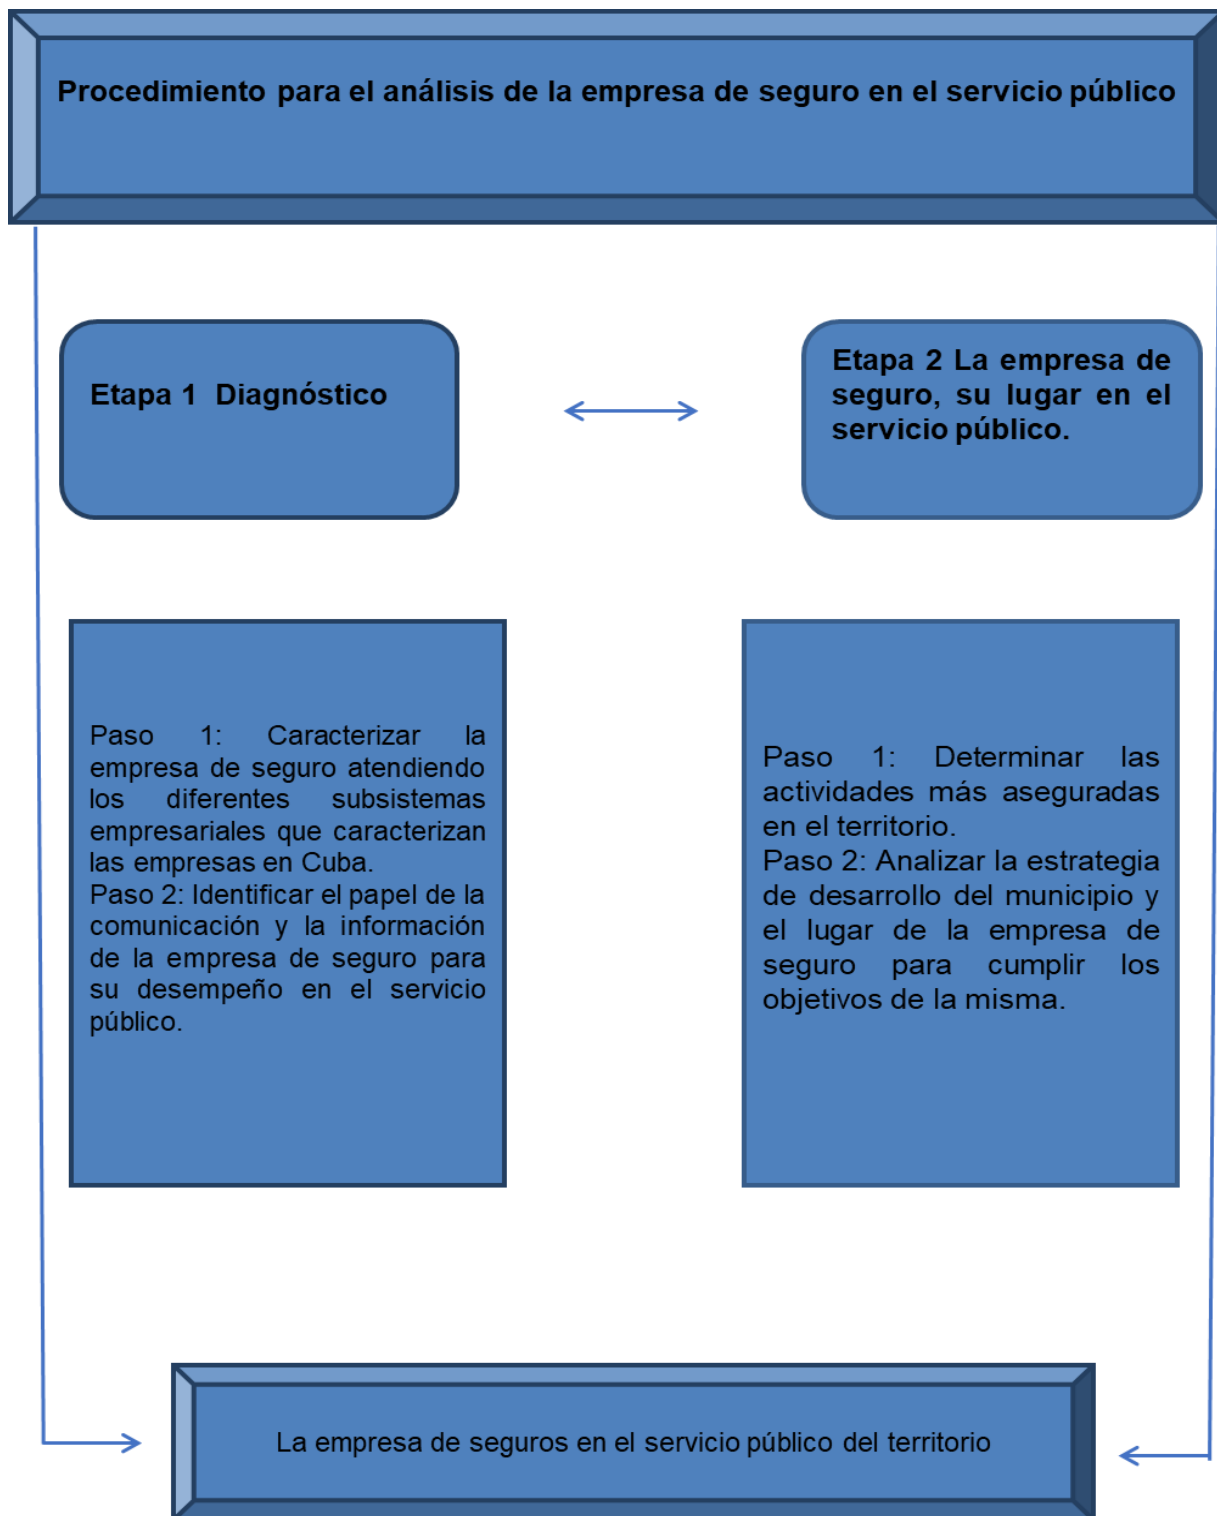 Procedimiento para el análisis de la empresa de seguro en el servicio público
Etapa 1 Diagnóstico
Etapa 2 La empresa de
seguro, su lugar en el
servicio público.
Paso 1: Caracterizar la
empresa de seguro atendiendo
los diferentes subsistemas
empresariales que caracterizan
las empresas en Cuba.
Paso 2: Identificar el papel de la
comunicación y la información
de la empresa de seguro para
su desempeño en el servicio
público.
Paso 1: Determinar las
actividades más aseguradas
en el territorio.
Paso 2: Analizar la estrategia
de desarrollo del municipio y
el lugar de la empresa de
seguro para cumplir los
objetivos de la misma.
La empresa de seguros en el servicio público del territorio